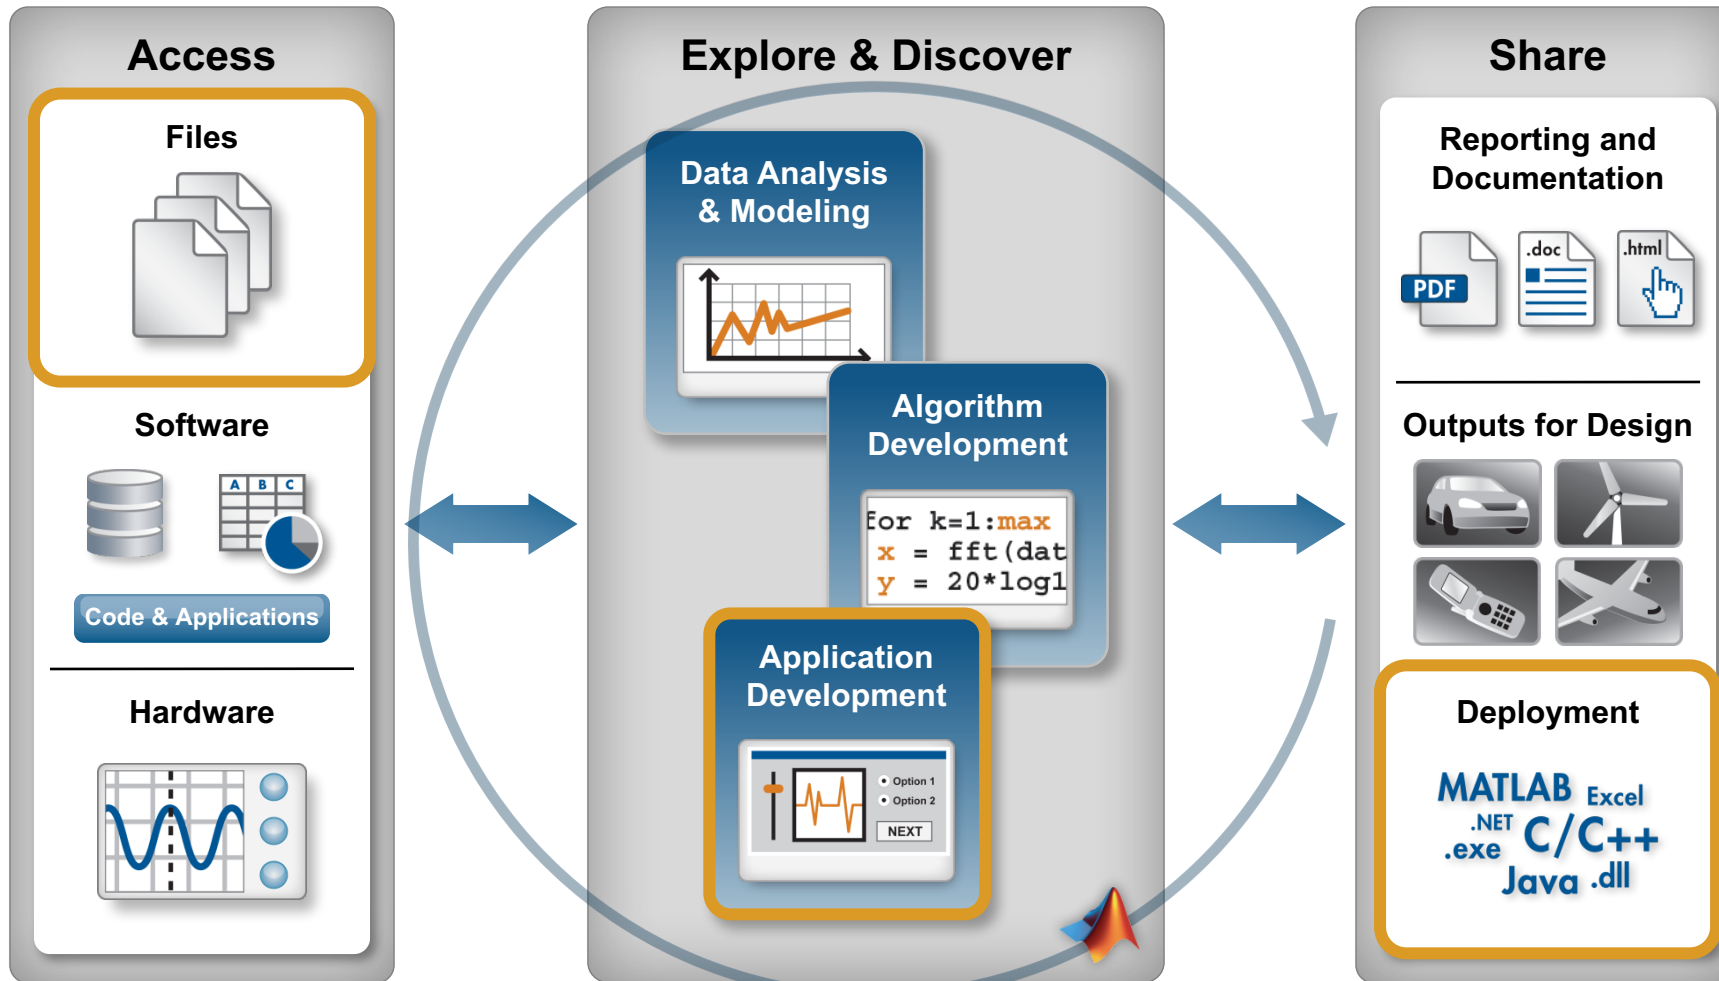 Access
Files
Software
A B C
Code & Applications
Hardware
Explore & Discover
Data Analysis
& Modeling
Algorithm
Development
for k=1:max
x = fft(dat
y = 20*log1
Application
Development
Option 1
Option 2
NEXT
Share
Reporting and
Documentation
PDF
.doc
.html
Outputs for Design
Deployment
MATLAB Excel
.NET C/C++
.exe
Java .dll